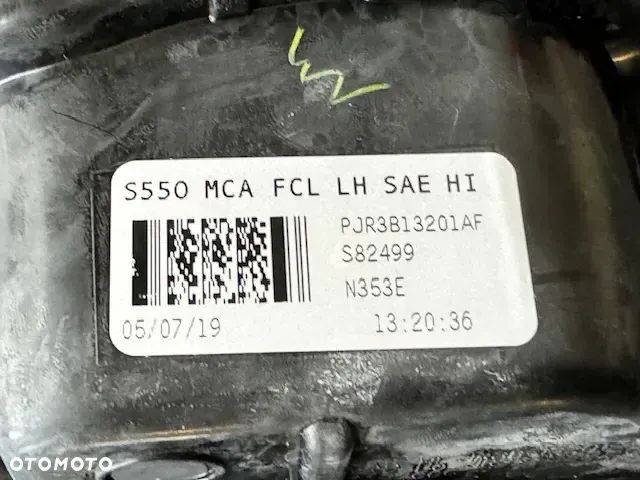 S550 MCA FCL LH SAE HI
PJR3B13201AF
S82499
N353E
05/07/19 13:20:36
OTOMOTO